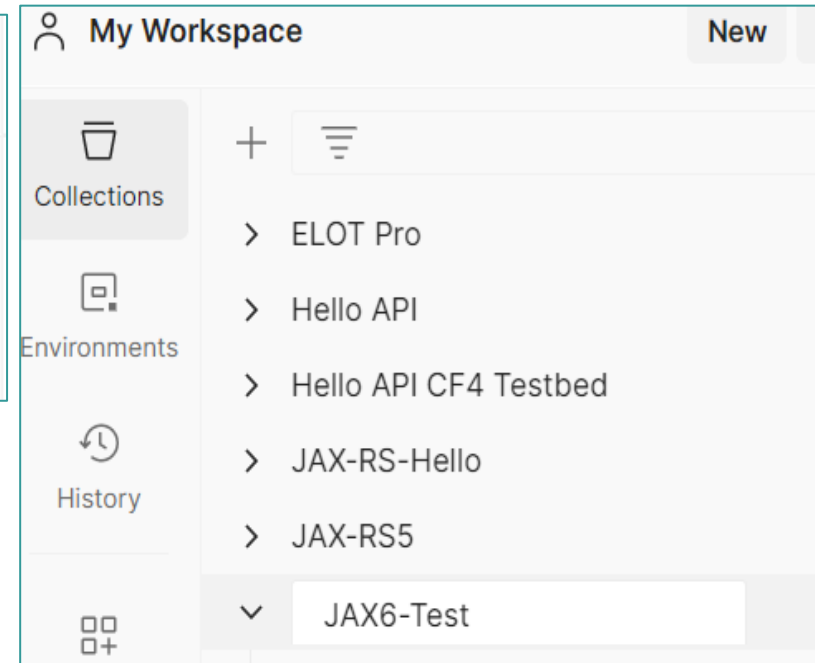 My Workspace
New
Collections
Environments
History
ELOT Pro
Hello API
Hello API CF4 Testbed
JAX-RS-Hello
JAX-RS5
JAX6-Test